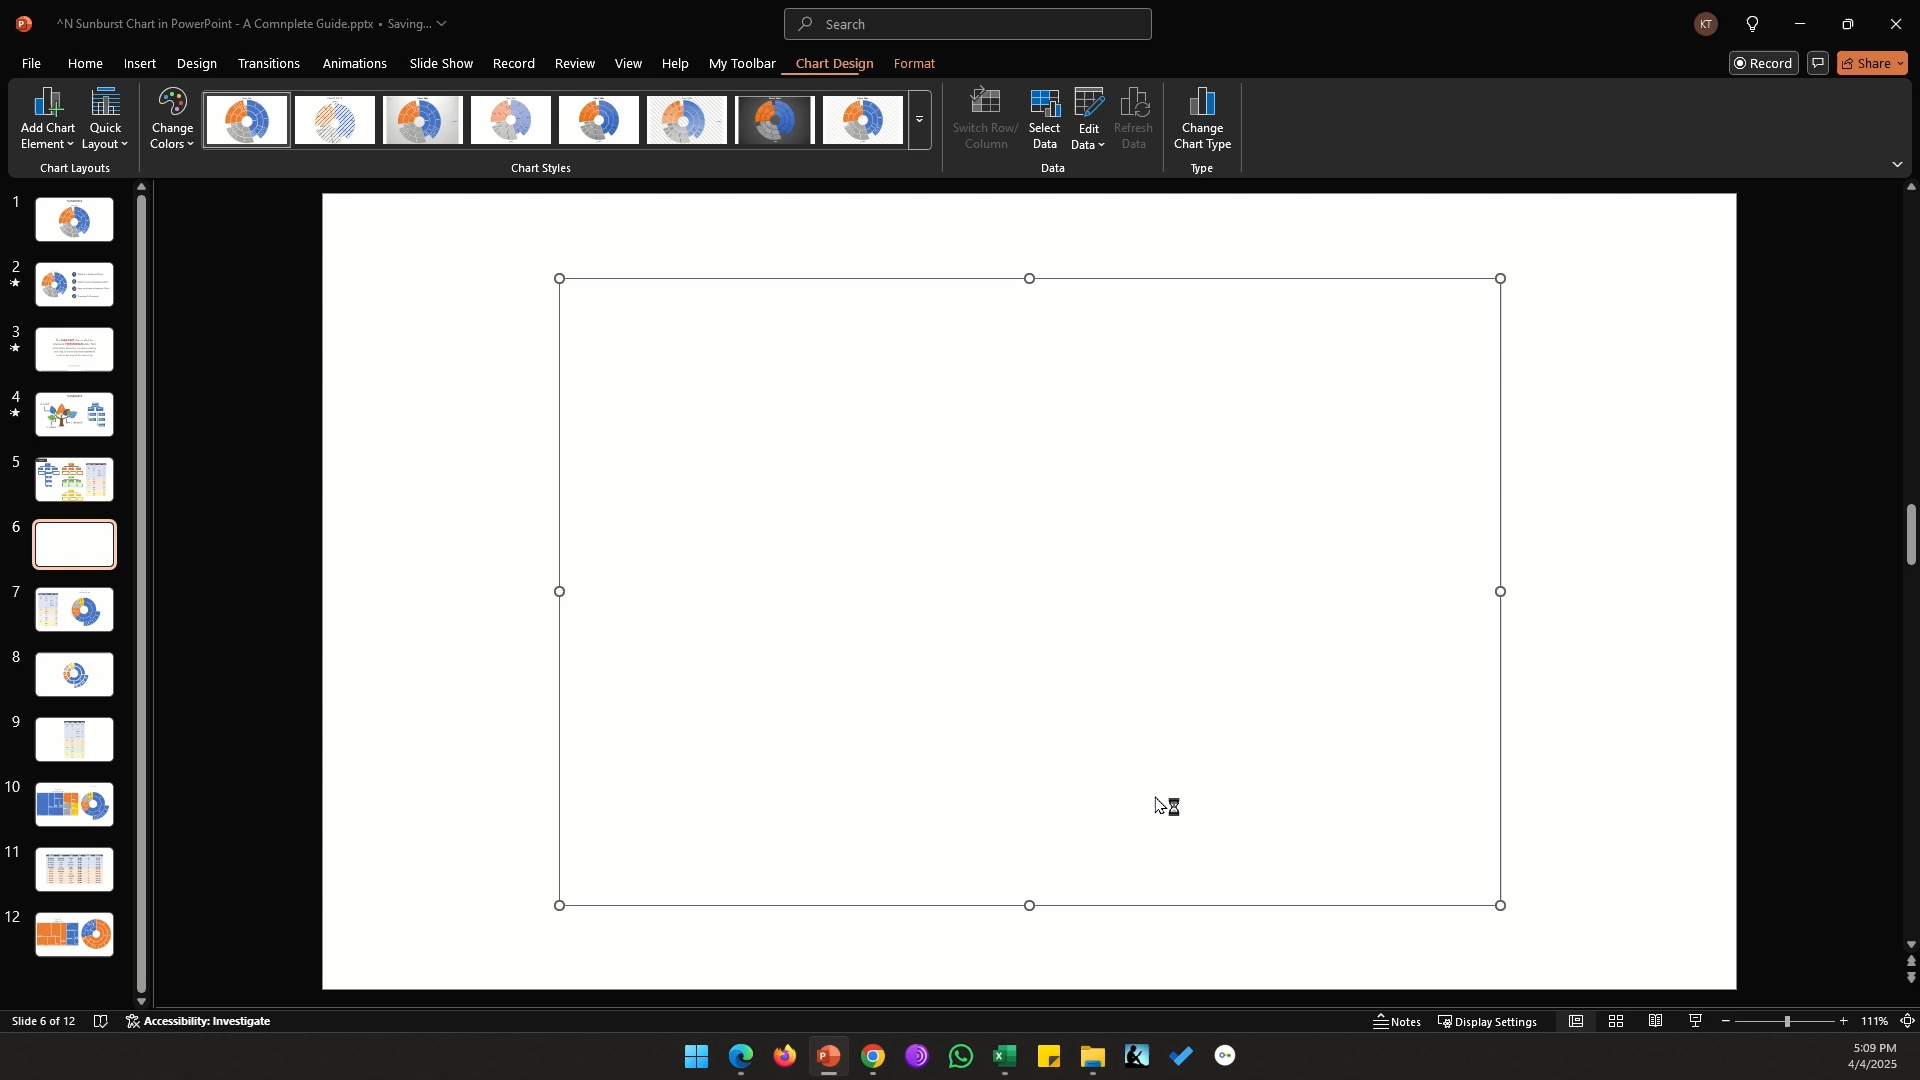 ^N Sunburst Chart in PowerPoint - A Comnplete Guide.pptx • Saving...
Search
KT
File Home Insert Design Transitions Animations Slide Show Record Review View Help My Toolbar Chart Design Format
Record
Share
Add Chart Element
Quick Layout
Change Colors
Switch Row/ Column
Select Data
Edit Data
Refresh Data
Change Chart Type
Chart Layouts
Chart Styles
Data
Type
1
2
3
4
5
6
7
8
9
10
11
12
Slide 6 of 12
Accessibility: Investigate
Notes
Display Settings
111%
5:09 PM
4/4/2025